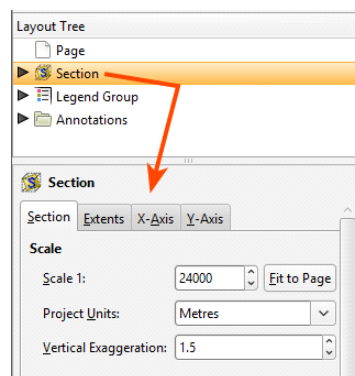 Layout Tree
Page
Section
Legend Group
Annotations
Section
Section Extents X-Axis Y-Axis
Scale
Scale 1: 24000 Fit to Page
Project Units: Metres
Vertical Exaggeration: 1.5